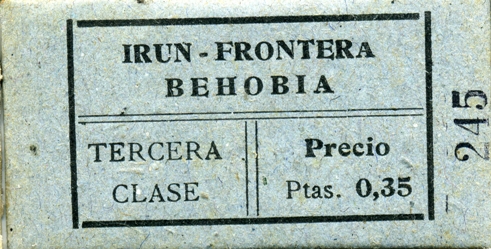 IRUN - FRONTERA
BEHOBIA
TERCERA
CLASE
Precio
Ptas. 0,35
245